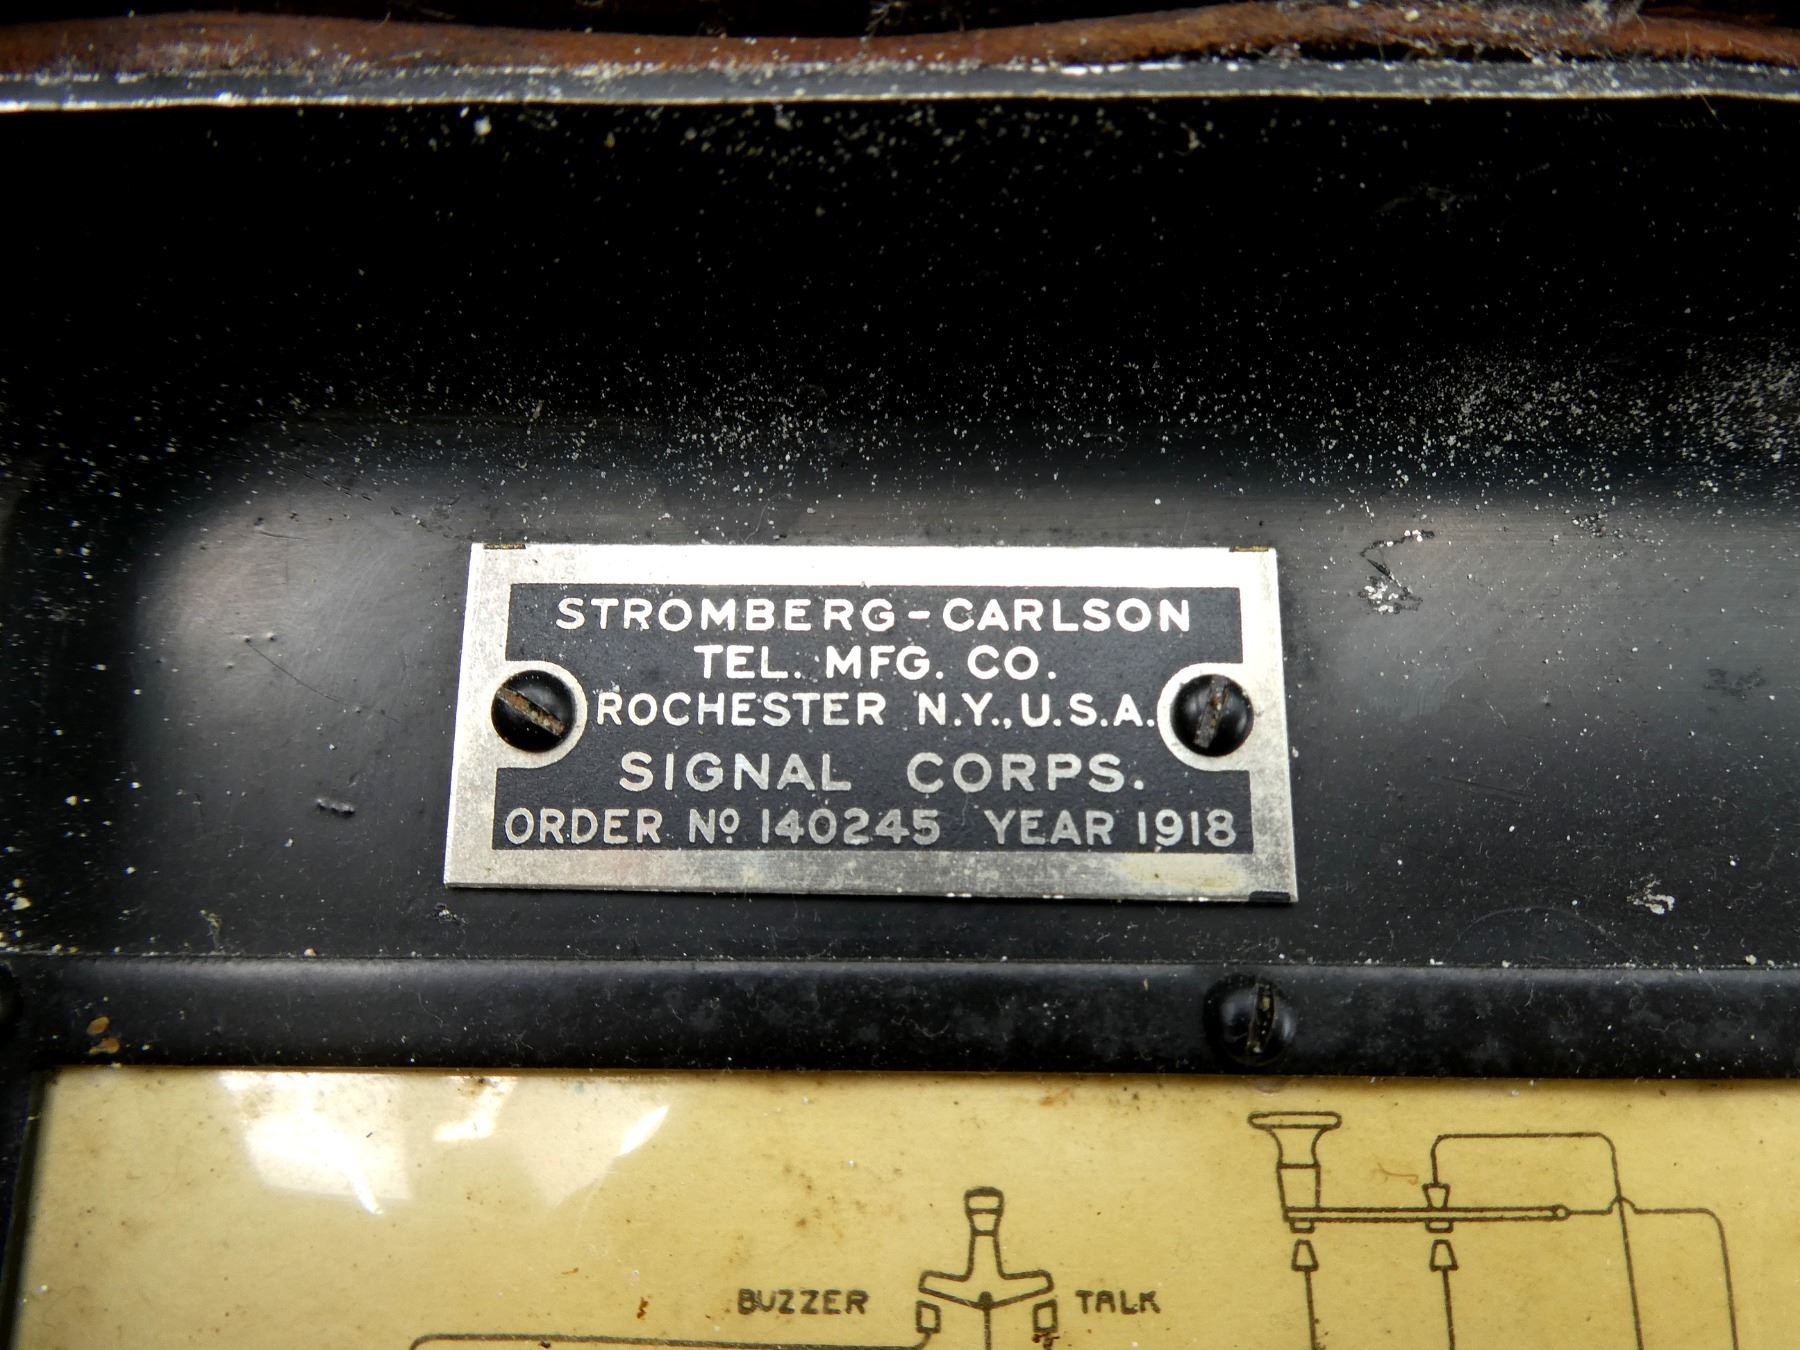 STROMBERG-CARLSON
TEL. MFG. CO.
ROCHESTER N.Y., U.S.A.
SIGNAL CORPS.
ORDER Nº 140245 YEAR 1918
BUZZER TALK